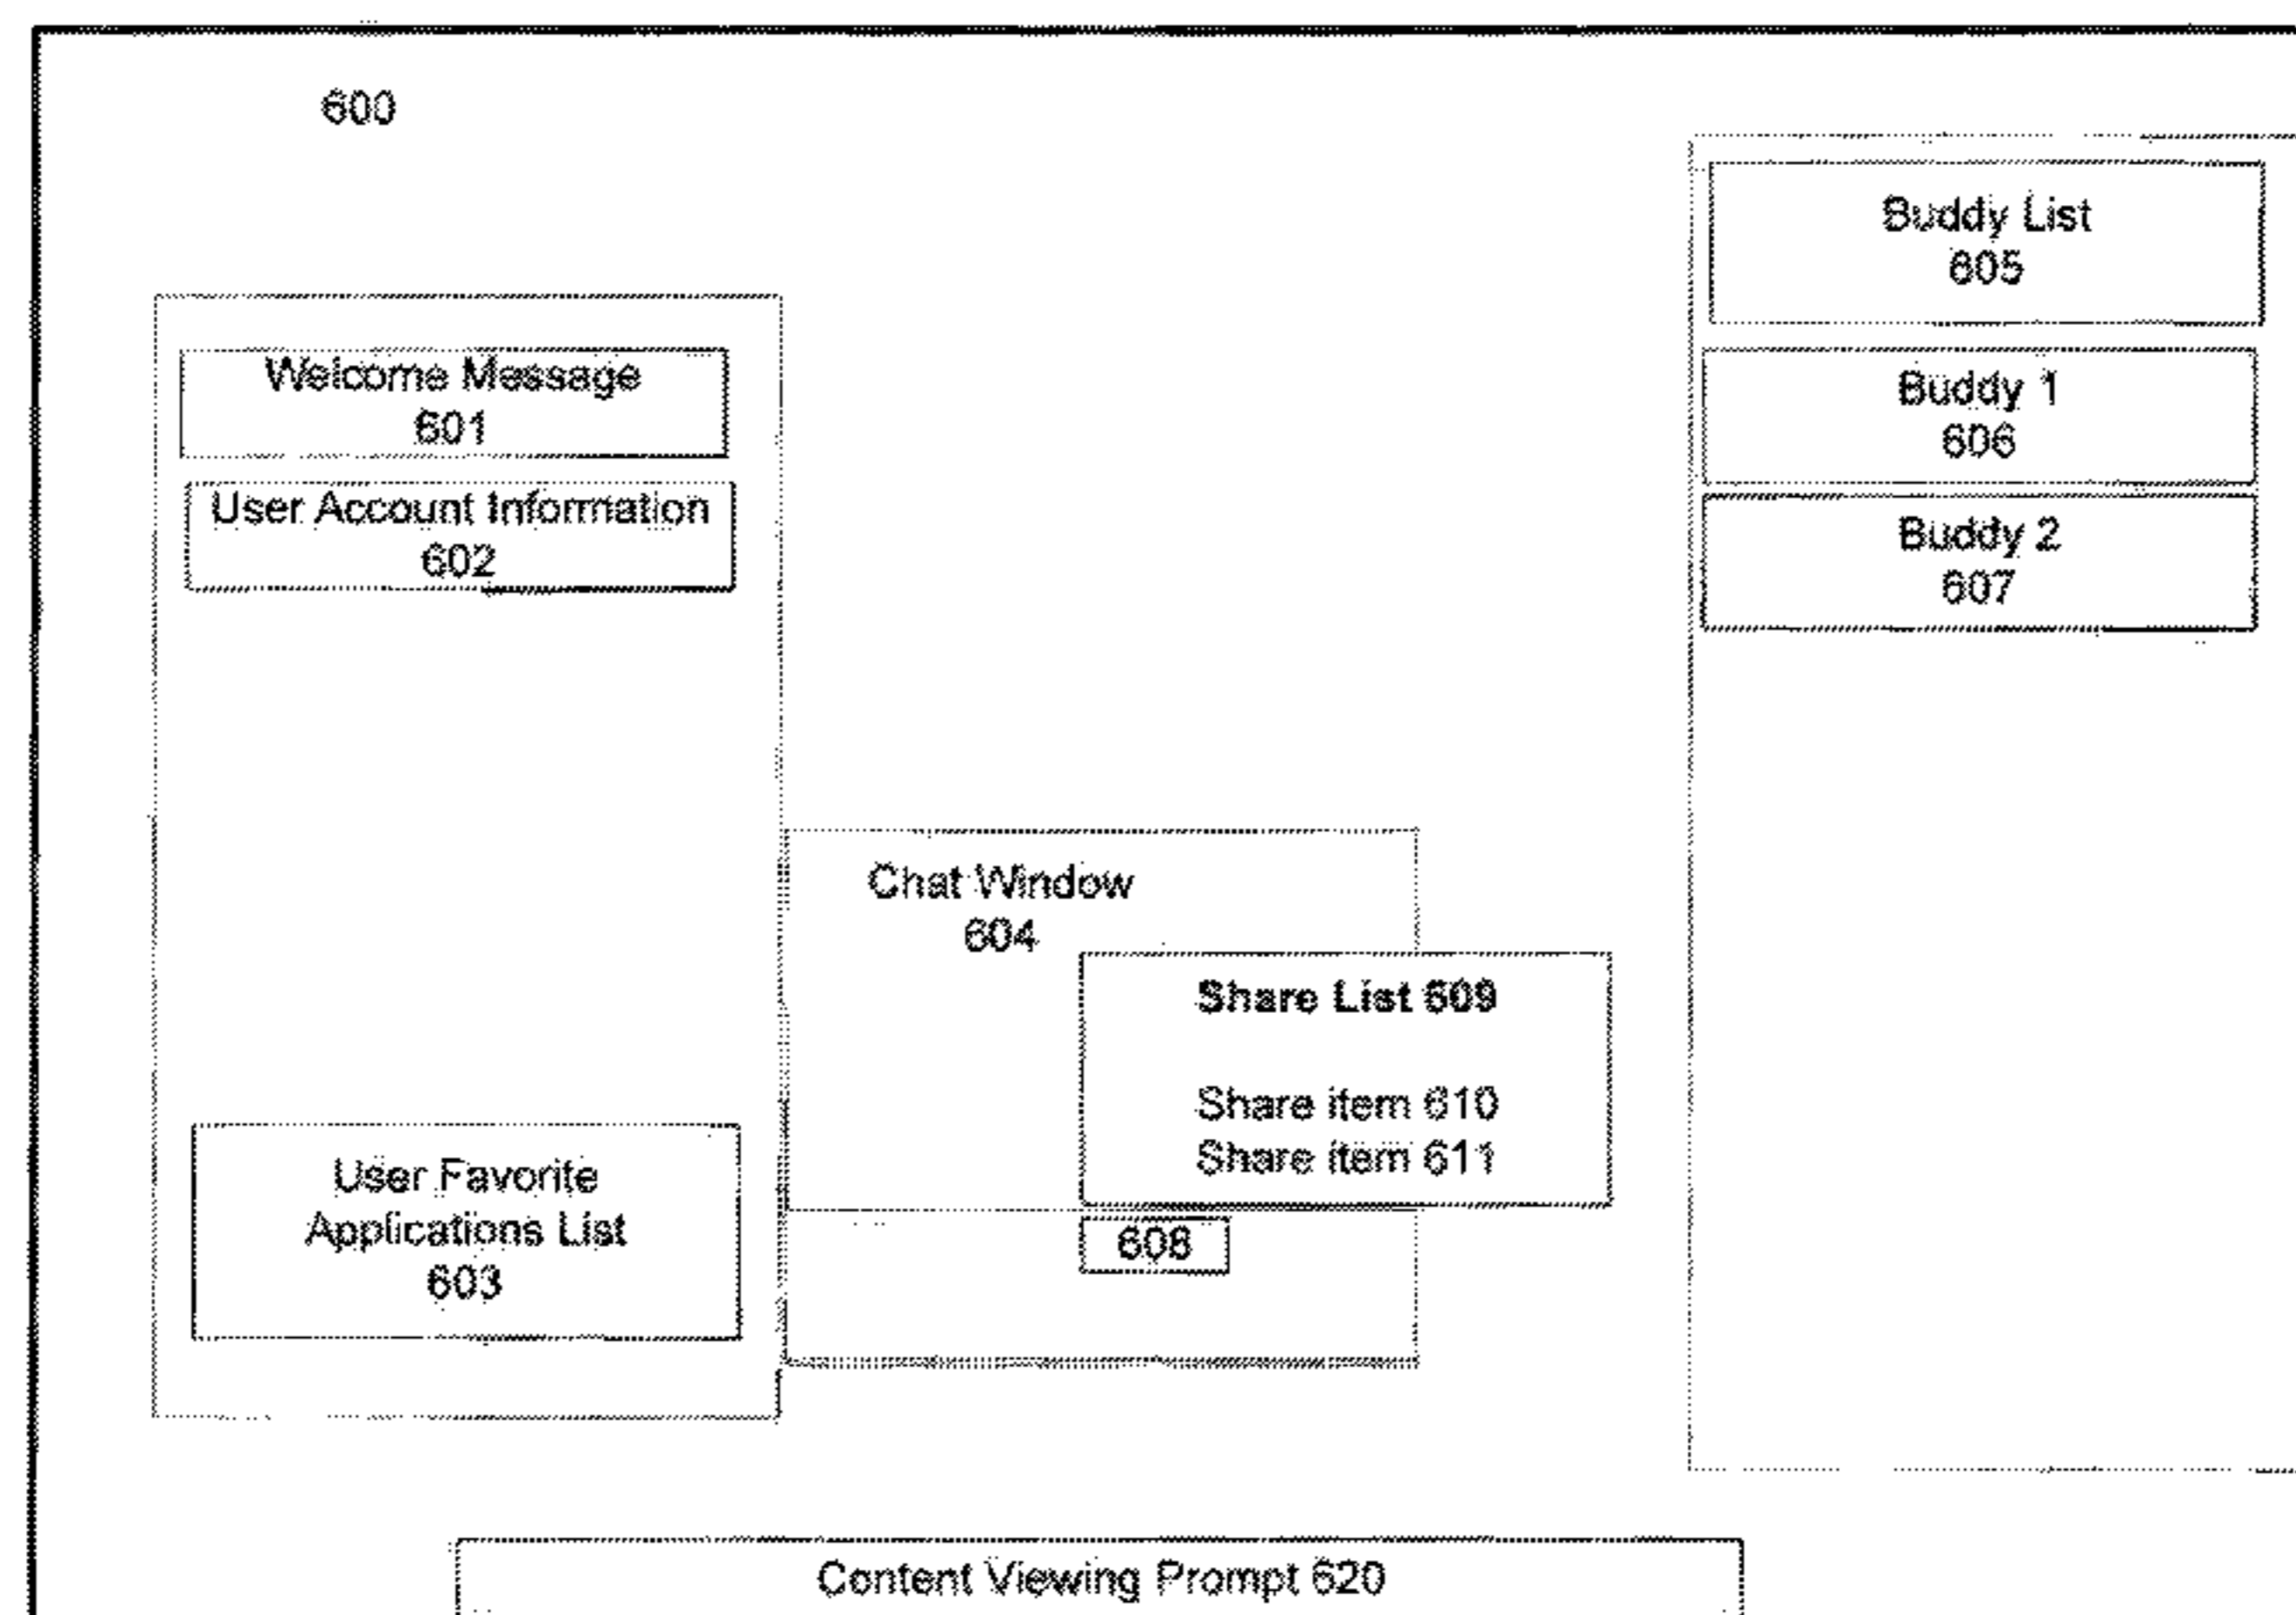 600
Welcome Message
601
User Account Information
602
User Favorite
Applications List
603
Chat Window
604
Share List 609
Share item 610
Share item 611
608
Buddy List
605
Buddy 1
606
Buddy 2
607
Content Viewing Prompt 620